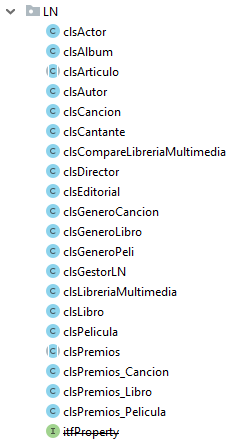 LN
clsActor
clsAlbum
clsArticulo
clsAutor
clsCancion
clsCantante
clsCompareLibreriaMultimedia
clsDirector
clsEditorial
clsGeneroCancion
clsGeneroLibro
clsGeneroPeli
clsGestorLN
clsLibreriaMultimedia
clsLibro
clsPelicula
clsPremios
clsPremios_Cancion
clsPremios_Libro
clsPremios_Pelicula
itfProperty